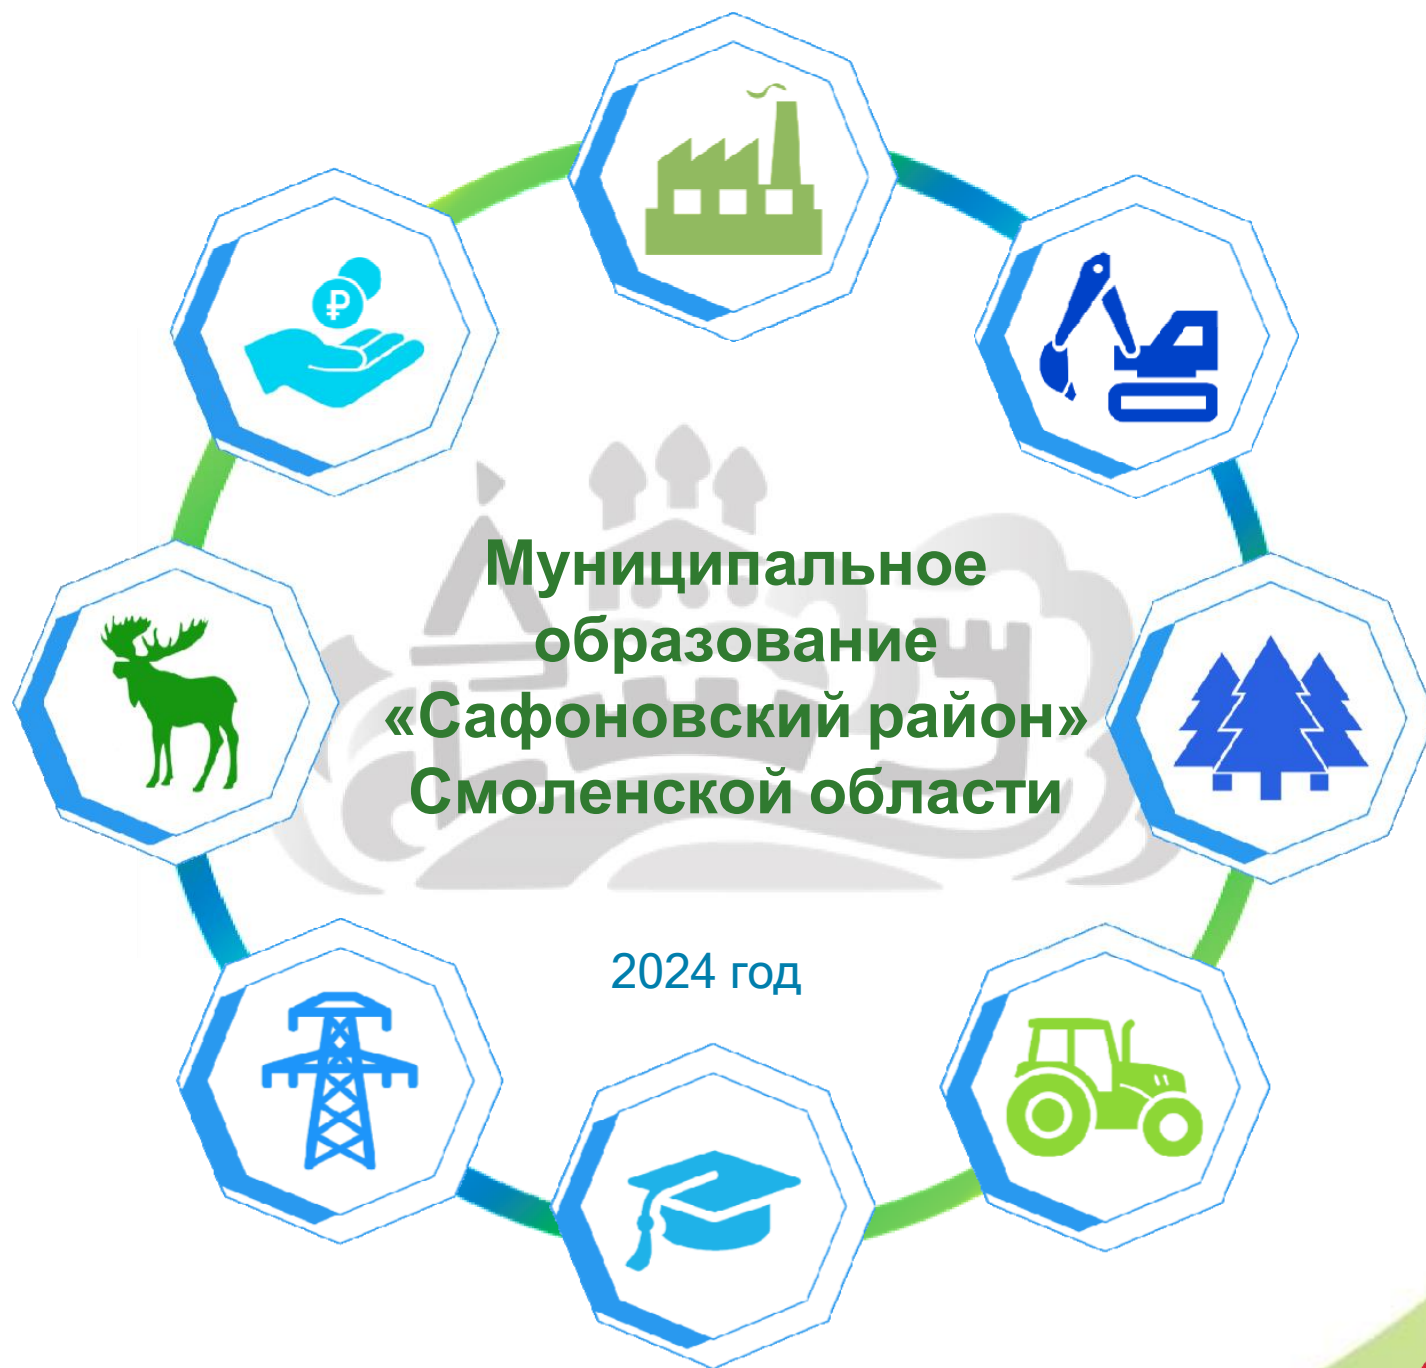 Муниципальное
образование
«Сафоновский район»
Смоленской области
2024 год